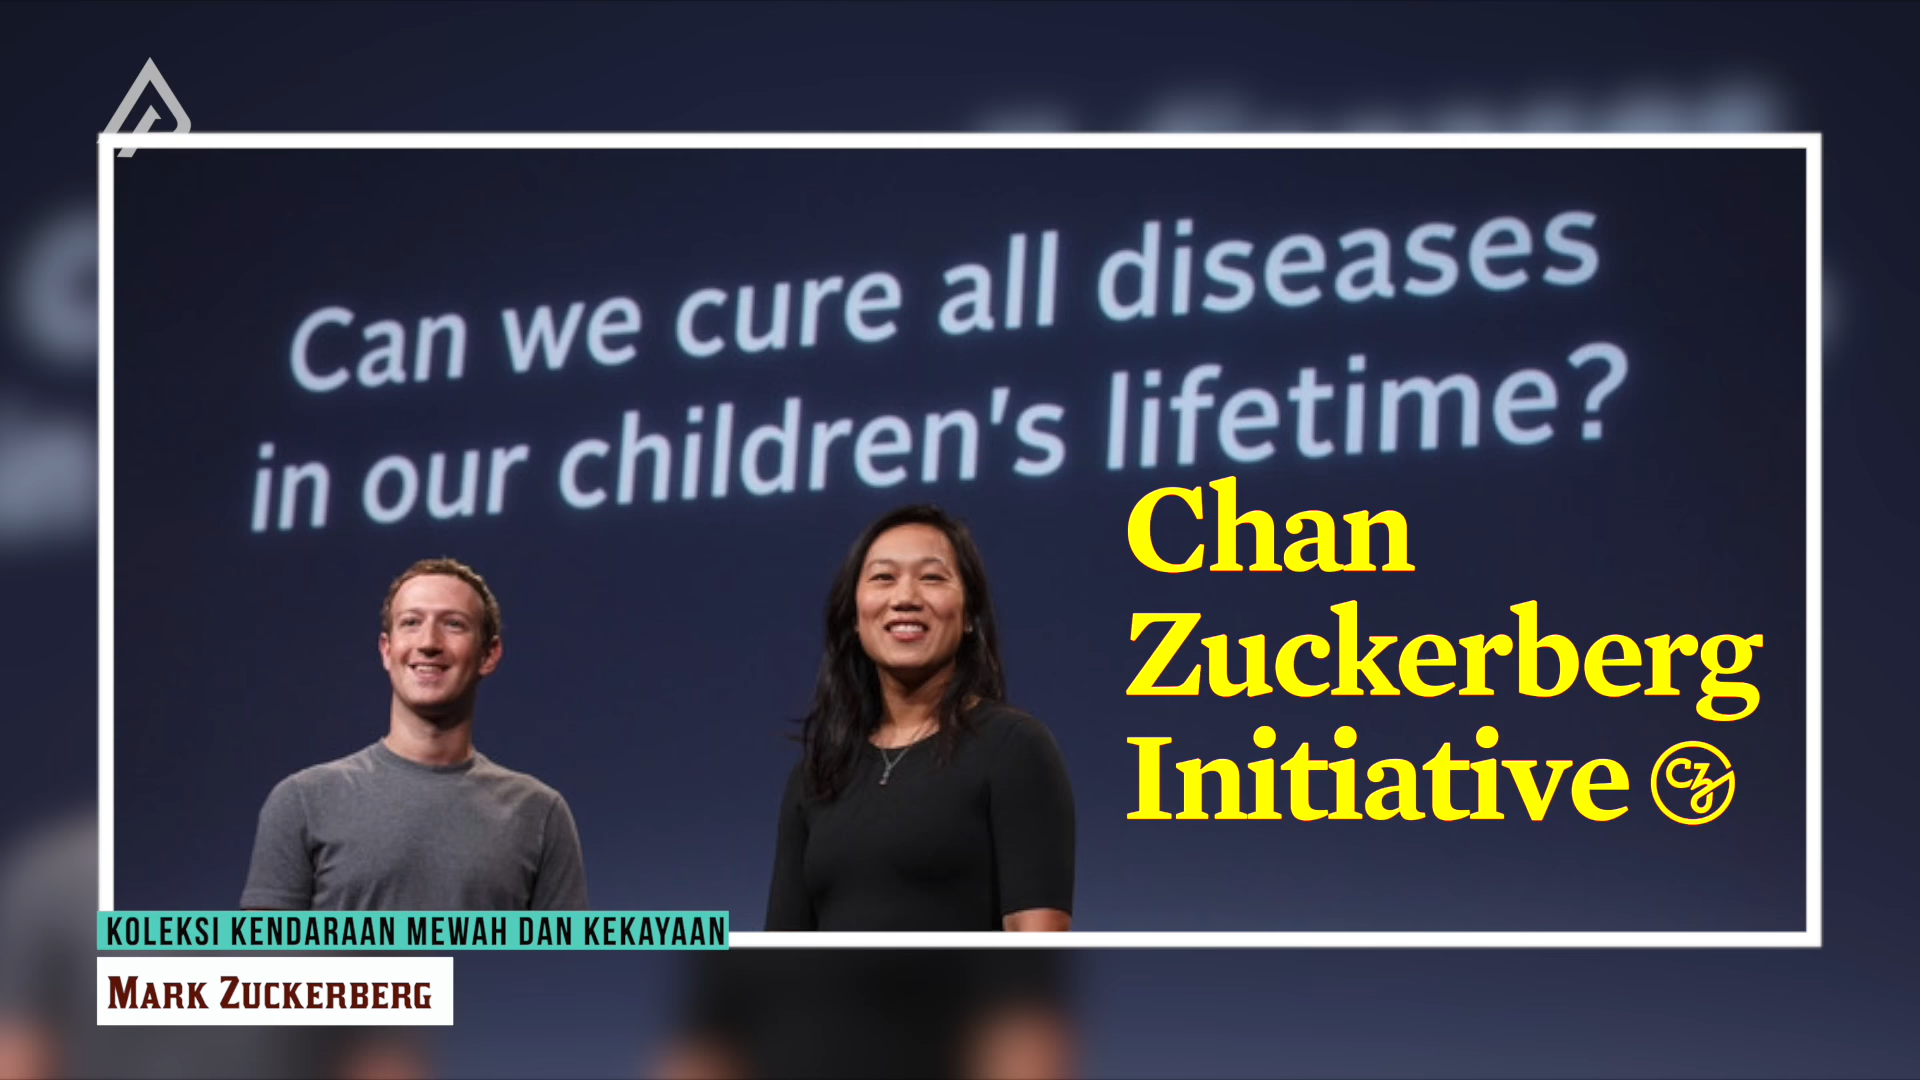 Can we cure all diseases
in our children's lifetime?
Chan
Zuckerberg
Initiative
cz
KOLEKSI KENDARAAN MEWAH DAN KEKAYAAN
MARK ZUCKERBERG